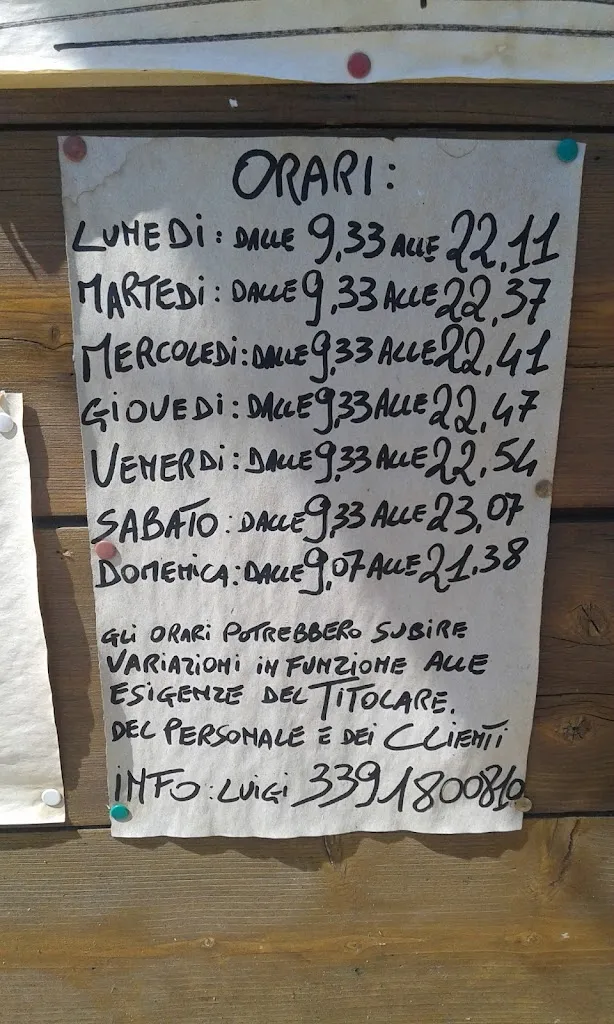 ORARI:
LUNEDI: DALLE 9,33 ALLE 22,11
MARTEDI: DALLE 9,33 ALLE 22,37
MERCOLEDI: DALLE 9,33 ALLE 22,41
GIOVEDI: DALLE 9,33 ALLE 22,47
VENERDI: DALLE 9,33 ALLE 22,54
SABATO: DALLE 9,33 ALLE 23,07
DOMENICA: DALLE 9,07 ALLE 21,38
GLI ORARI POTREBBERO SUBIRE
VARIAZIONI IN FUNZIONE ALLE
ESIGENZE DEL TITOLARE,
DEL PERSONALE E DEI CLIENTI
INFO: LUIGI 3391800810